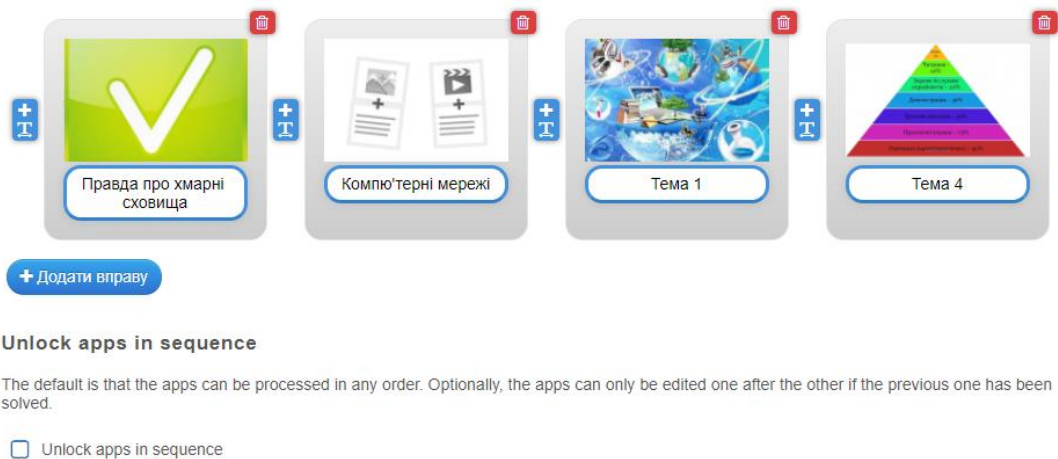 Правда про хмарні
сховища
Компю'терні мережі
Тема 1
Тема 4
Додати вправу
Unlock apps in sequence
The default is that the apps can be processed in any order. Optionally, the apps can only be edited one after the other if the previous one has been
solved.
Unlock apps in sequence